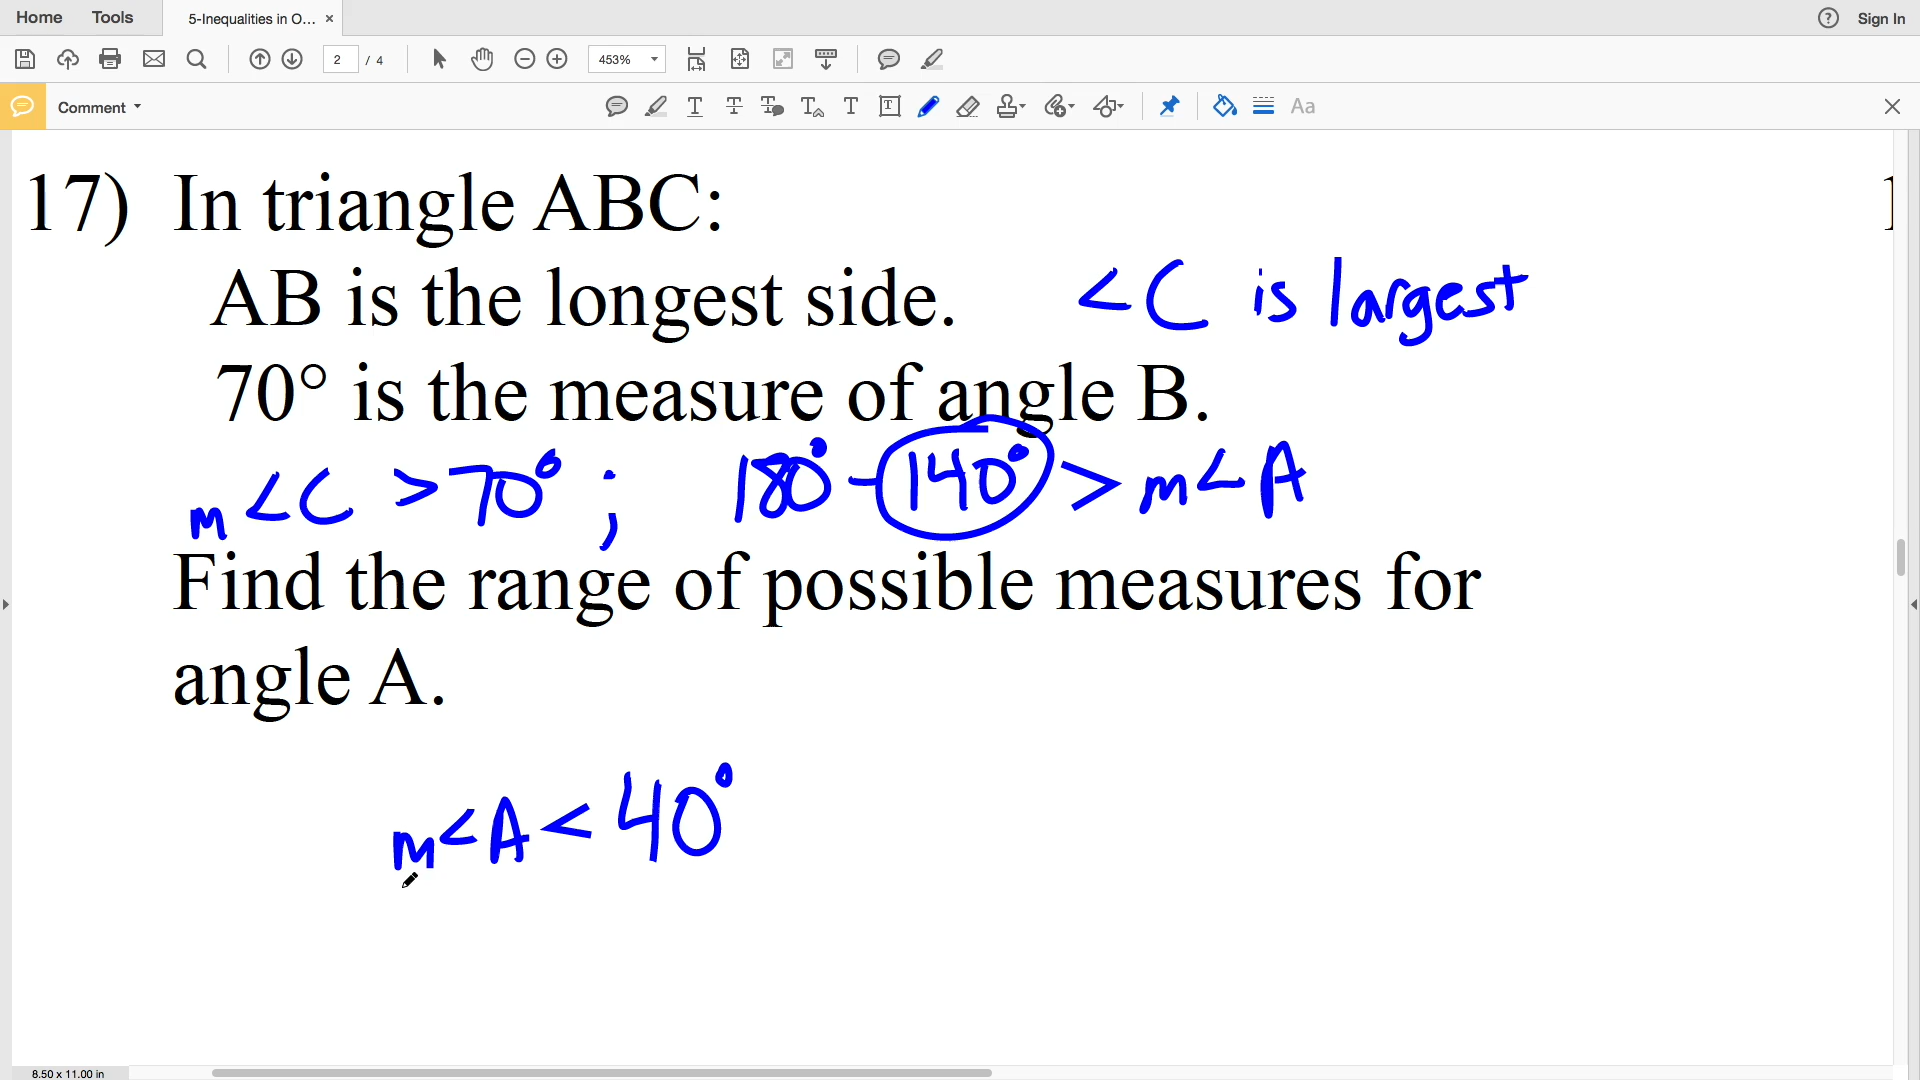 Home Tools 5-Inequalities in O... × ? Sign In
2 / 4 453%
Comment T T T T T T Aa
17) In triangle ABC:
AB is the longest side. <C is largest
70° is the measure of angle B.
m<C > 70° ; 180° - 140° > m<A
Find the range of possible measures for
angle A.
m<A < 40°
8.50 x 11.00 in